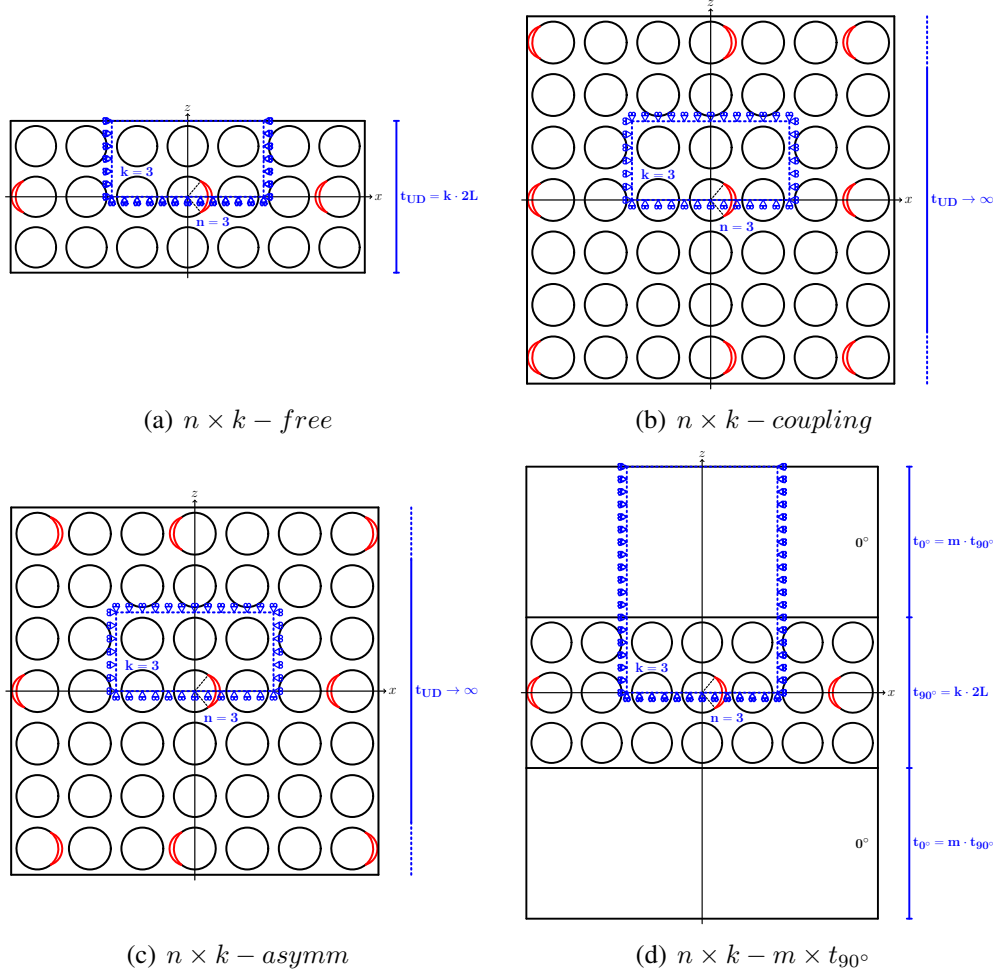 z
x
k = 3
n = 3
t_UD = k · 2L
(a) n × k − free
z
x
k = 3
n = 3
t_UD → ∞
(b) n × k − coupling
z
x
k = 3
n = 3
t_UD → ∞
(c) n × k − asymm
z
x
0°
t_0° = m · t_90°
k = 3
n = 3
t_90° = k · 2L
0°
t_0° = m · t_90°
(d) n × k − m × t_90°